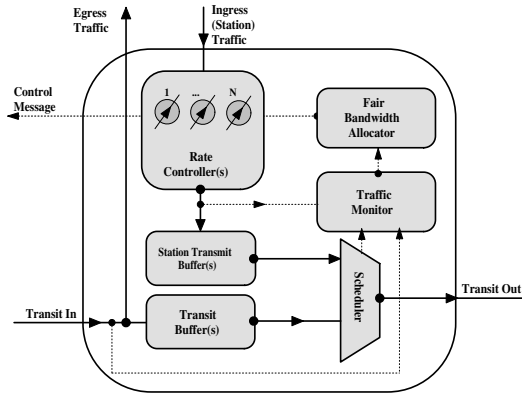 Egress
Traffic
Ingress
(Station)
Traffic
Control
Message
1 ... N
Rate
Controller(s)
Fair
Bandwidth
Allocator
Traffic
Monitor
Station Transmit
Buffer(s)
Scheduler
Transit In
Transit
Buffer(s)
Transit Out